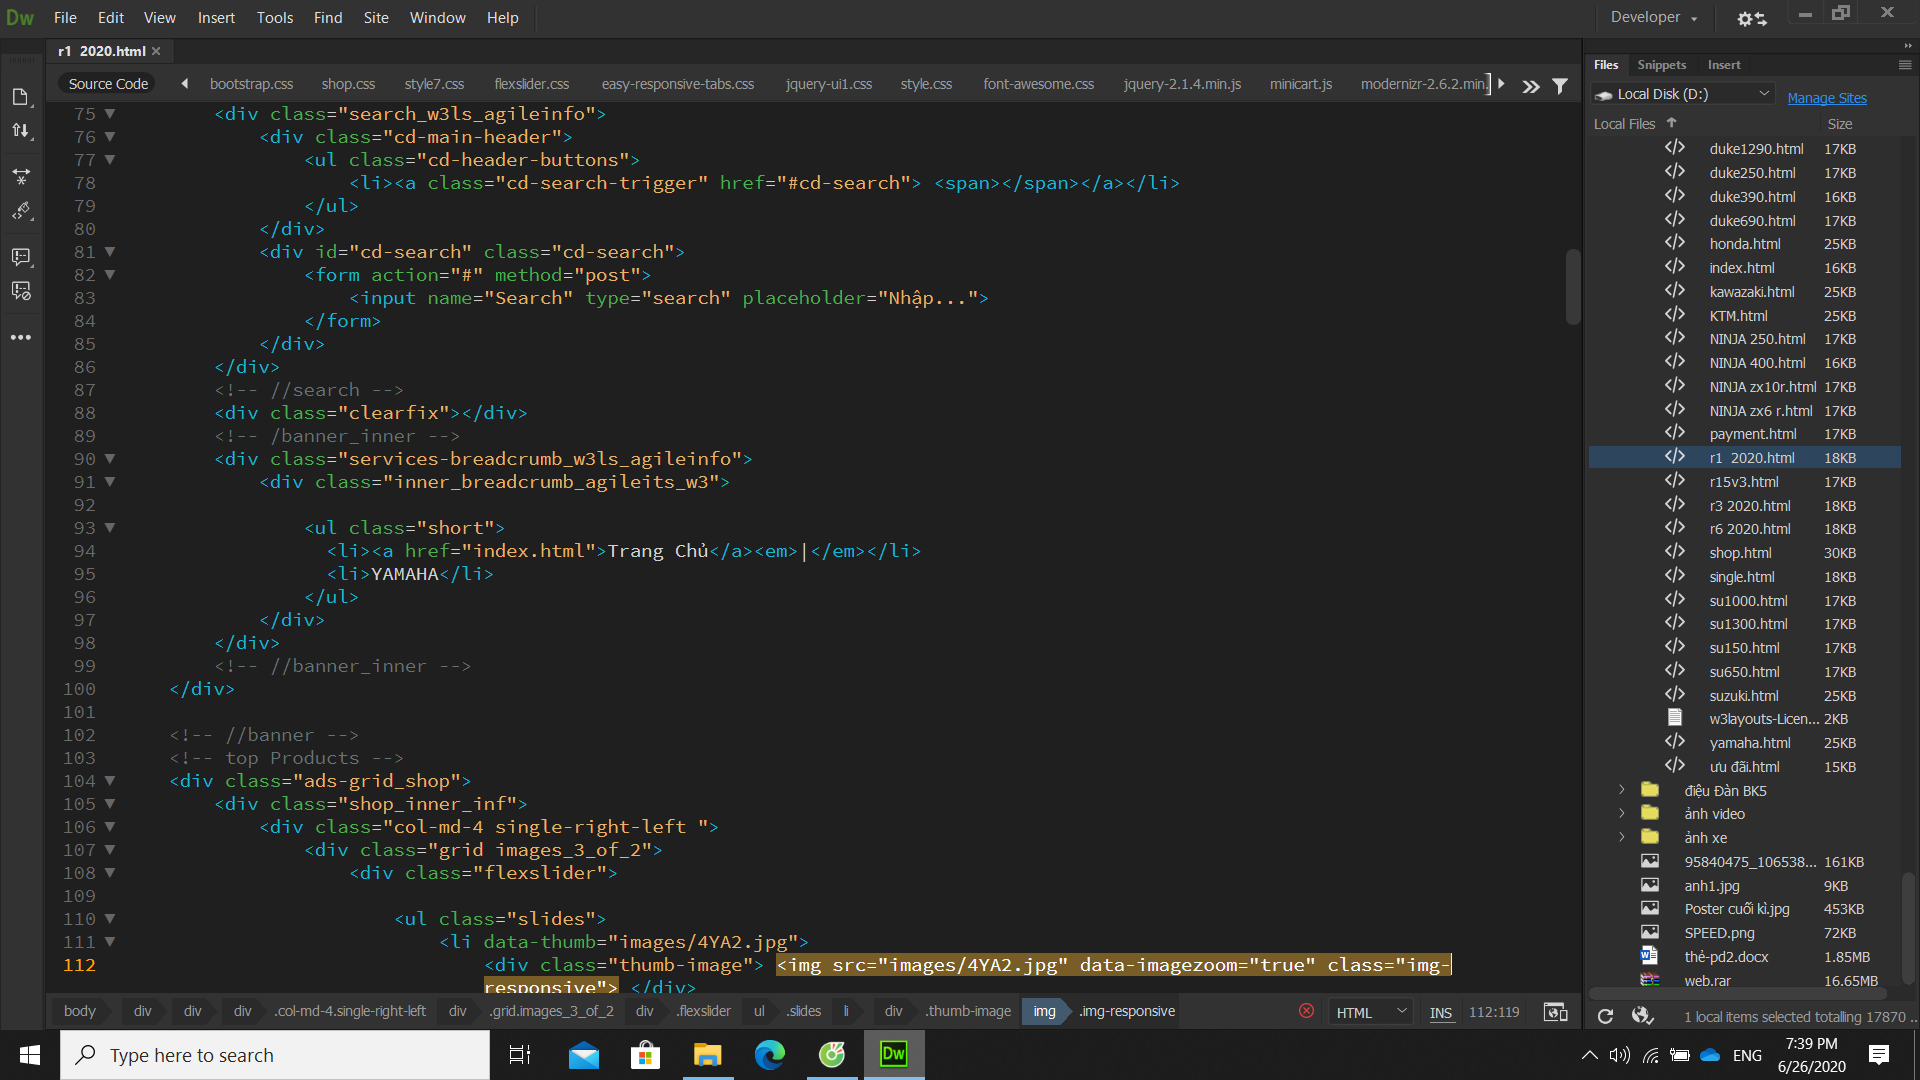 Dw File Edit View Insert Tools Find Site Window Help Developer
r1 2020.html
Source Code bootstrap.css shop.css style7.css flexslider.css easy-responsive-tabs.css jquery-ui1.css style.css font-awesome.css jquery-2.1.4.min.js minicart.js modernizr-2.6.2.min.
75 <div class="search_w3ls_agileinfo">
76 <div class="cd-main-header">
77 <ul class="cd-header-buttons">
78 <li><a class="cd-search-trigger" href="#cd-search"> <span></span></a></li>
79 </ul>
80 </div>
81 <div id="cd-search" class="cd-search">
82 <form action="#" method="post">
83 <input name="Search" type="search" placeholder="Nhập...">
84 </form>
85 </div>
86 </div>
87 <!-- //search -->
88 <div class="clearfix"></div>
89 <!-- /banner_inner -->
90 <div class="services-breadcrumb_w3ls_agileinfo">
91 <div class="inner_breadcrumb_agileits_w3">
92
93 <ul class="short">
94 <li><a href="index.html">Trang Chủ</a><em>|</em></li>
95 <li>YAMAHA</li>
96 </ul>
97 </div>
98 </div>
99 <!-- //banner_inner -->
100 </div>
101
102 <!-- //banner -->
103 <!-- top Products -->
104 <div class="ads-grid_shop">
105 <div class="shop_inner_inf">
106 <div class="col-md-4 single-right-left ">
107 <div class="grid images_3_of_2">
108 <div class="flexslider">
109
110 <ul class="slides">
111 <li data-thumb="images/4YA2.jpg">
112 <div class="thumb-image"> <img src="images/4YA2.jpg" data-imagezoom="true" class="img-
responsive"> </div>
body div div div .col-md-4.single-right-left div .grid.images_3_of_2 div .flexslider ul .slides li div .thumb-image img .img-responsive HTML INS 112:119
Files Snippets Insert
Local Disk (D:) Manage Sites
Local Files Size
duke1290.html 17KB
duke250.html 17KB
duke390.html 16KB
duke690.html 17KB
honda.html 25KB
index.html 16KB
kawazaki.html 25KB
KTM.html 25KB
NINJA 250.html 17KB
NINJA 400.html 16KB
NINJA zx10r.html 17KB
NINJA zx6 r.html 17KB
payment.html 17KB
r1 2020.html 18KB
r15v3.html 17KB
r3 2020.html 18KB
r6 2020.html 18KB
shop.html 30KB
single.html 18KB
su1000.html 17KB
su1300.html 17KB
su150.html 17KB
su650.html 17KB
suzuki.html 25KB
w3layouts-Licen... 2KB
yamaha.html 25KB
ưu đãi.html 15KB
điệu Đàn BK5
ảnh video
ảnh xe
95840475_106538... 161KB
anh1.jpg 9KB
Poster cuối kì.jpg 453KB
SPEED.png 72KB
thẻ-pd2.docx 1.85MB
web.rar 16.65MB
1 local items selected totalling 17870 ..
Type here to search
Dw
ENG
7:39 PM
6/26/2020